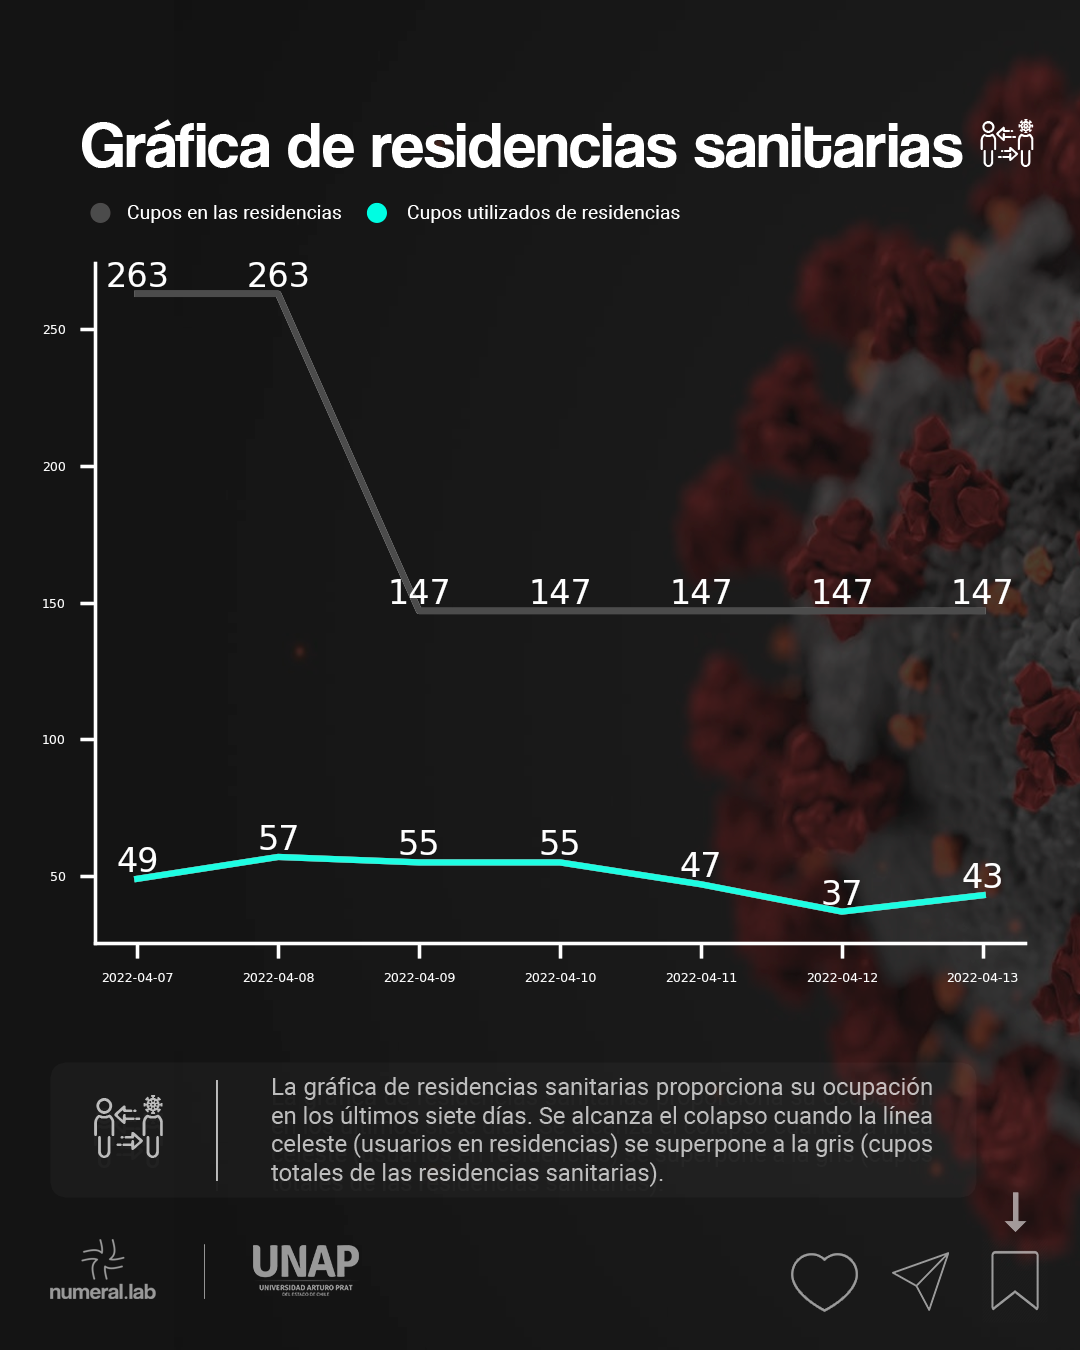 Gráfica de residencias sanitarias
Cupos en las residencias
Cupos utilizados de residencias
263
263
250
200
147
147
147
147
147
150
100
49
57
55
55
47
37
43
50
2022-04-07
2022-04-08
2022-04-09
2022-04-10
2022-04-11
2022-04-12
2022-04-13
La gráfica de residencias sanitarias proporciona su ocupación
en los últimos siete días. Se alcanza el colapso cuando la línea
celeste (usuarios en residencias) se superpone a la gris (cupos
totales de las residencias sanitarias).
numeral.lab
UNAP
UNIVERSIDAD ARTURO PRAT
DEL ESTADO DE CHILE